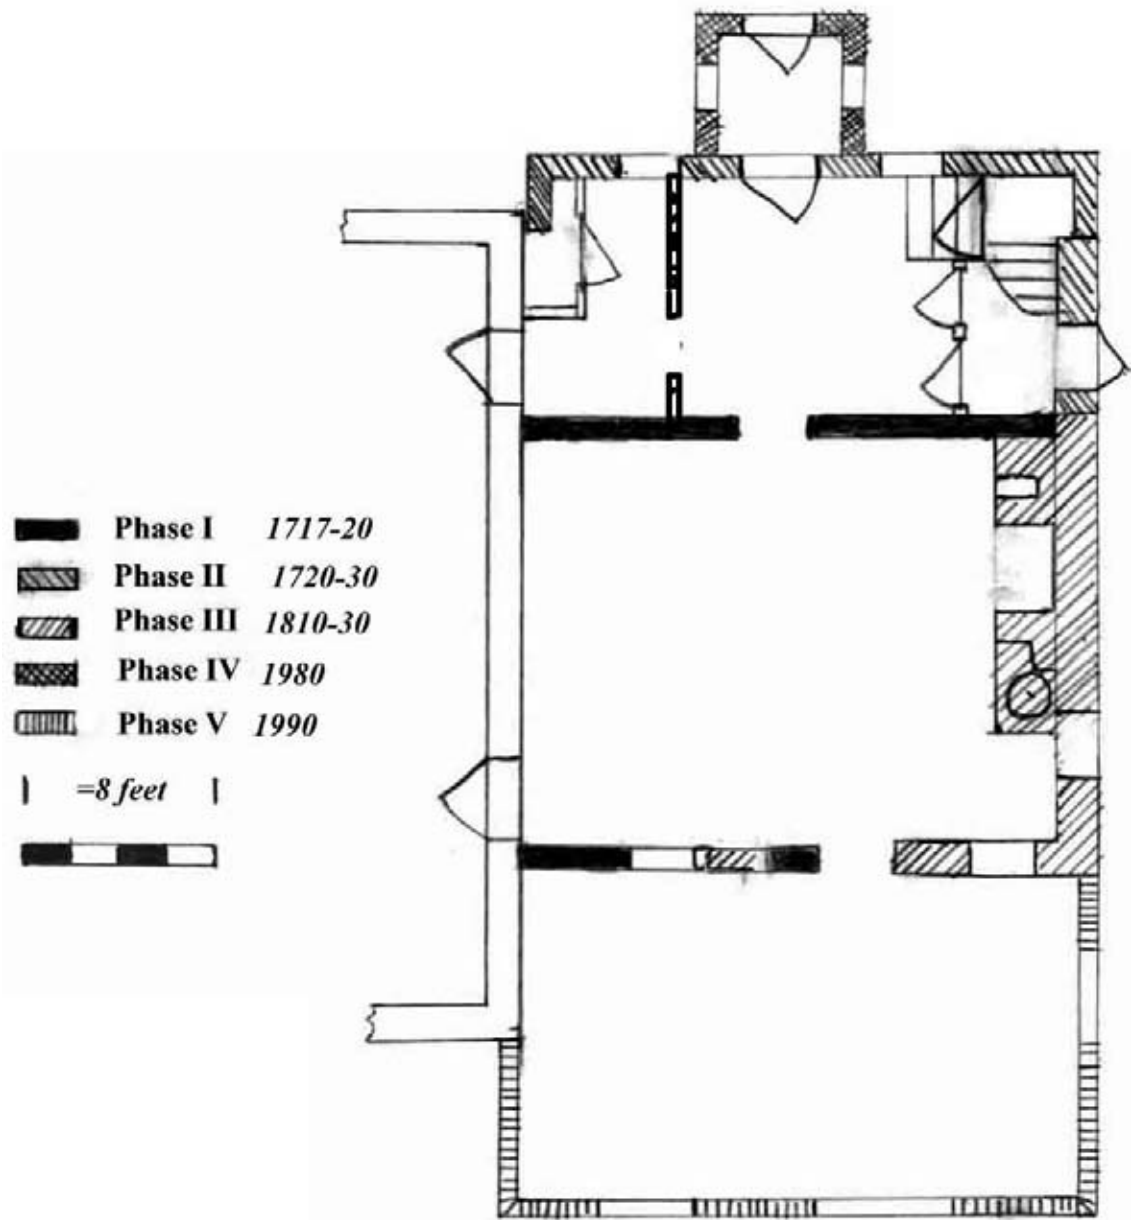 Phase I 1717-20
Phase II 1720-30
Phase III 1810-30
Phase IV 1980
Phase V 1990
=8 feet